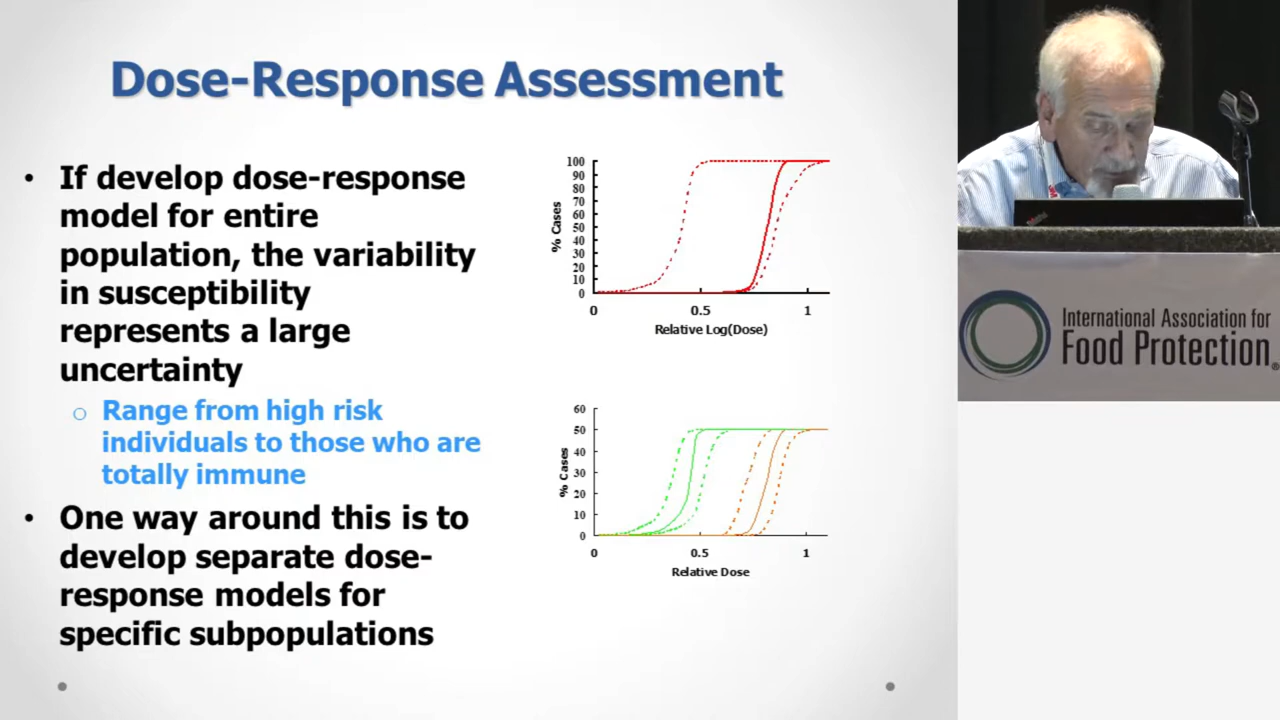 Dose-Response Assessment
• If develop dose-response
model for entire
population, the variability
in susceptibility
represents a large
uncertainty
○ Range from high risk
individuals to those who are
totally immune
• One way around this is to
develop separate dose-
response models for
specific subpopulations
100
90
80
70
60
50
40
30
20
10
0
% Cases
0 0.5 1
Relative Log(Dose)
60
50
40
30
20
10
0
% Cases
0 0.5 1
Relative Dose
International Association for
Food Protection®